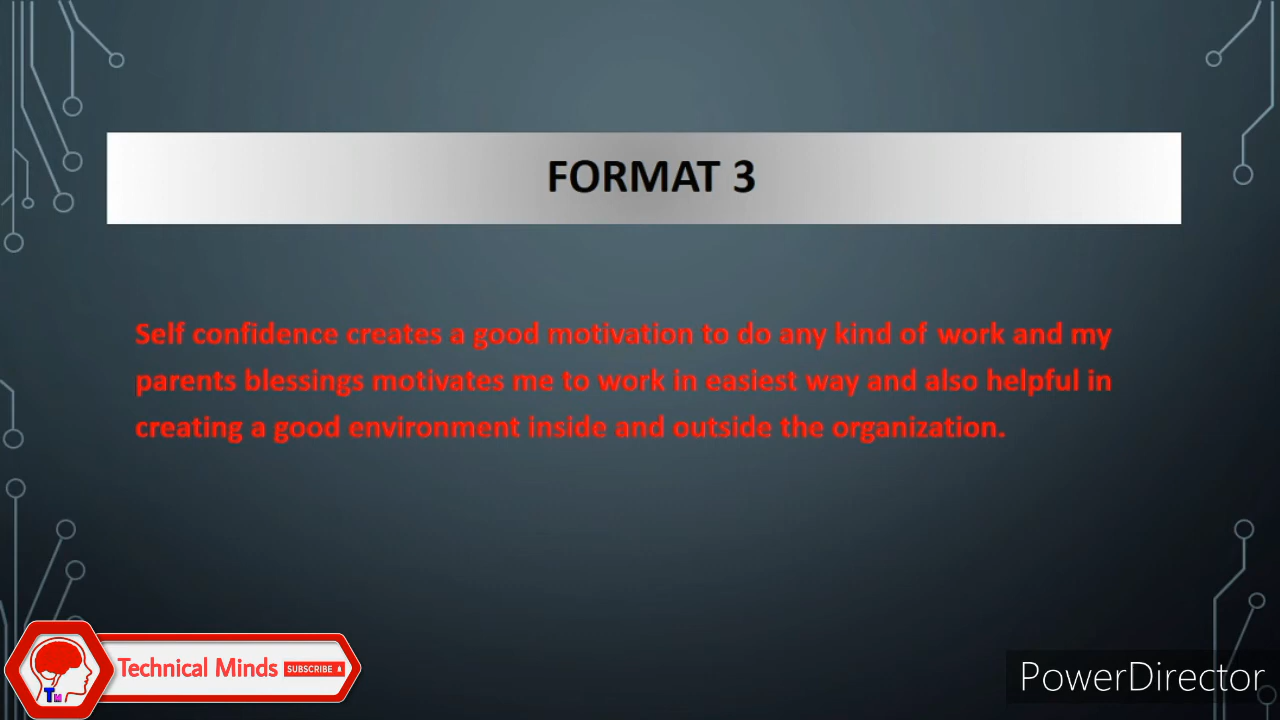 FORMAT 3
Self confidence creates a good motivation to do any kind of work and my
parents blessings motivates me to work in easiest way and also helpful in
creating a good environment inside and outside the organization.
Technical Minds SUBSCRIBE
TM
PowerDirector